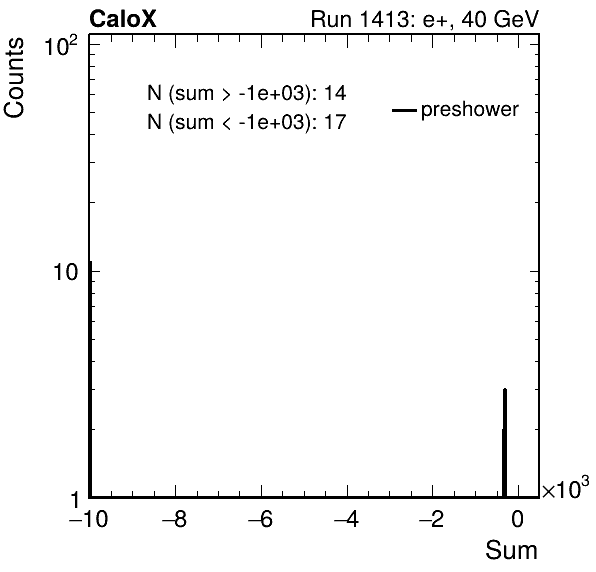 CaloX Run 1413: e+, 40 GeV
Counts
10²
N (sum > -1e+03): 14
N (sum < -1e+03): 17
preshower
10
1
−10 −8 −6 −4 −2 0
×10³
Sum